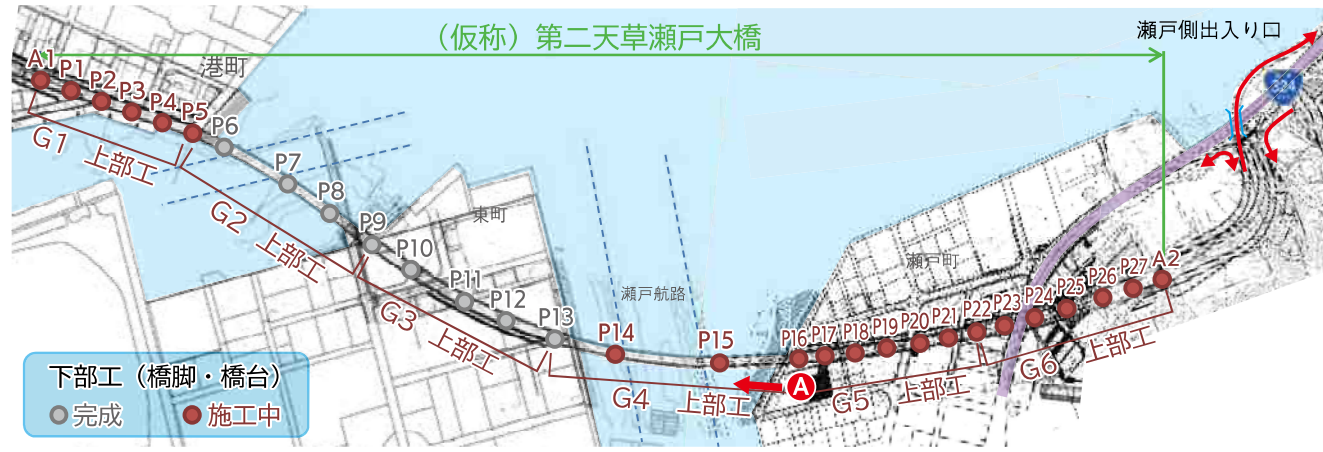 （仮称）第二天草瀬戸大橋
瀬戸側出入り口
324
港町
A1
P1
P2
P3
P4
P5
P6
P7
P8
P9
P10
P11
P12
P13
P14
P15
P16
P17
P18
P19
P20
P21
P22
P23
P24
P25
P26
P27
A2
東町
瀬戸航路
瀬戸町
G1 上部工
G2 上部工
G3 上部工
G4 上部工
G5 上部工
G6 上部工
A
下部工（橋脚・橋台）
完成
施工中